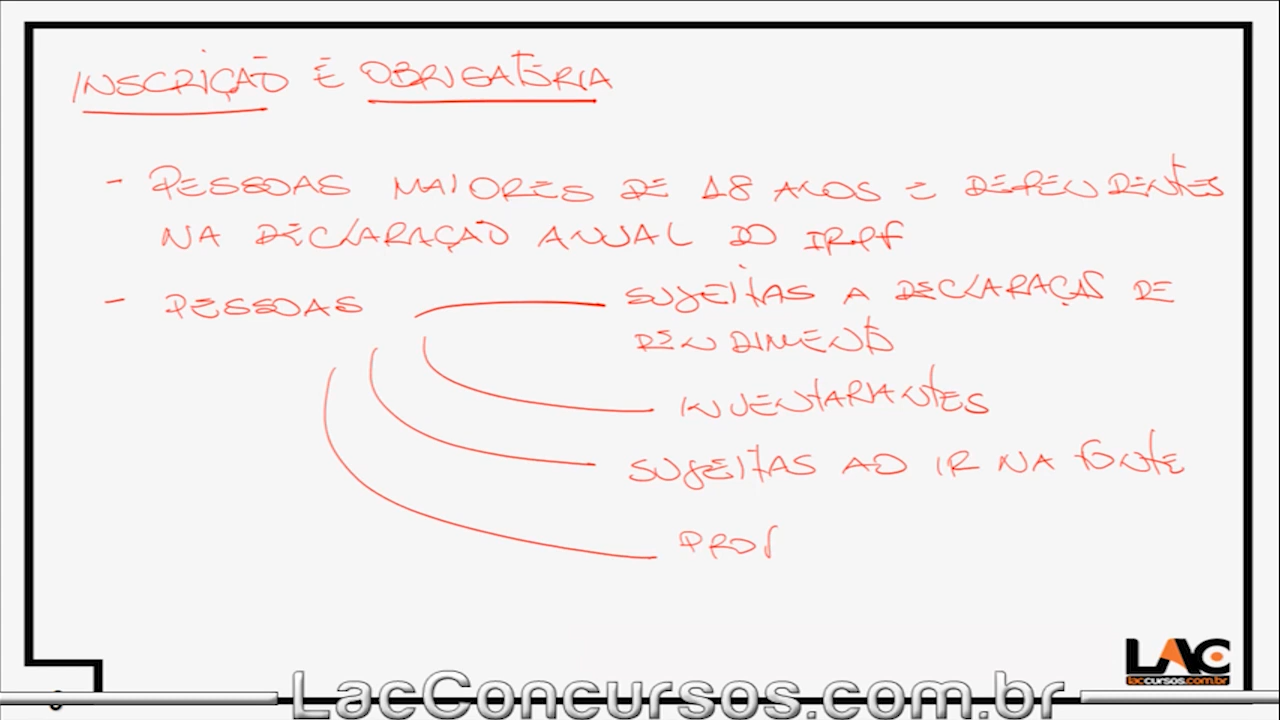 INSCRIÇÃO É OBRIGATÓRIA
- PESSOAS MAIORES DE 18 ANOS E DEPENDENTES
NA DECLARAÇÃO ANUAL DO IRPF
- PESSOAS
SUJEITAS A DECLARAÇÃO DE
RENDIMENTO
INVENTARIANTES
SUJEITAS AO IR NA FONTE
PROF
LAC
laccursos.com.br
LacConcursos.com.br